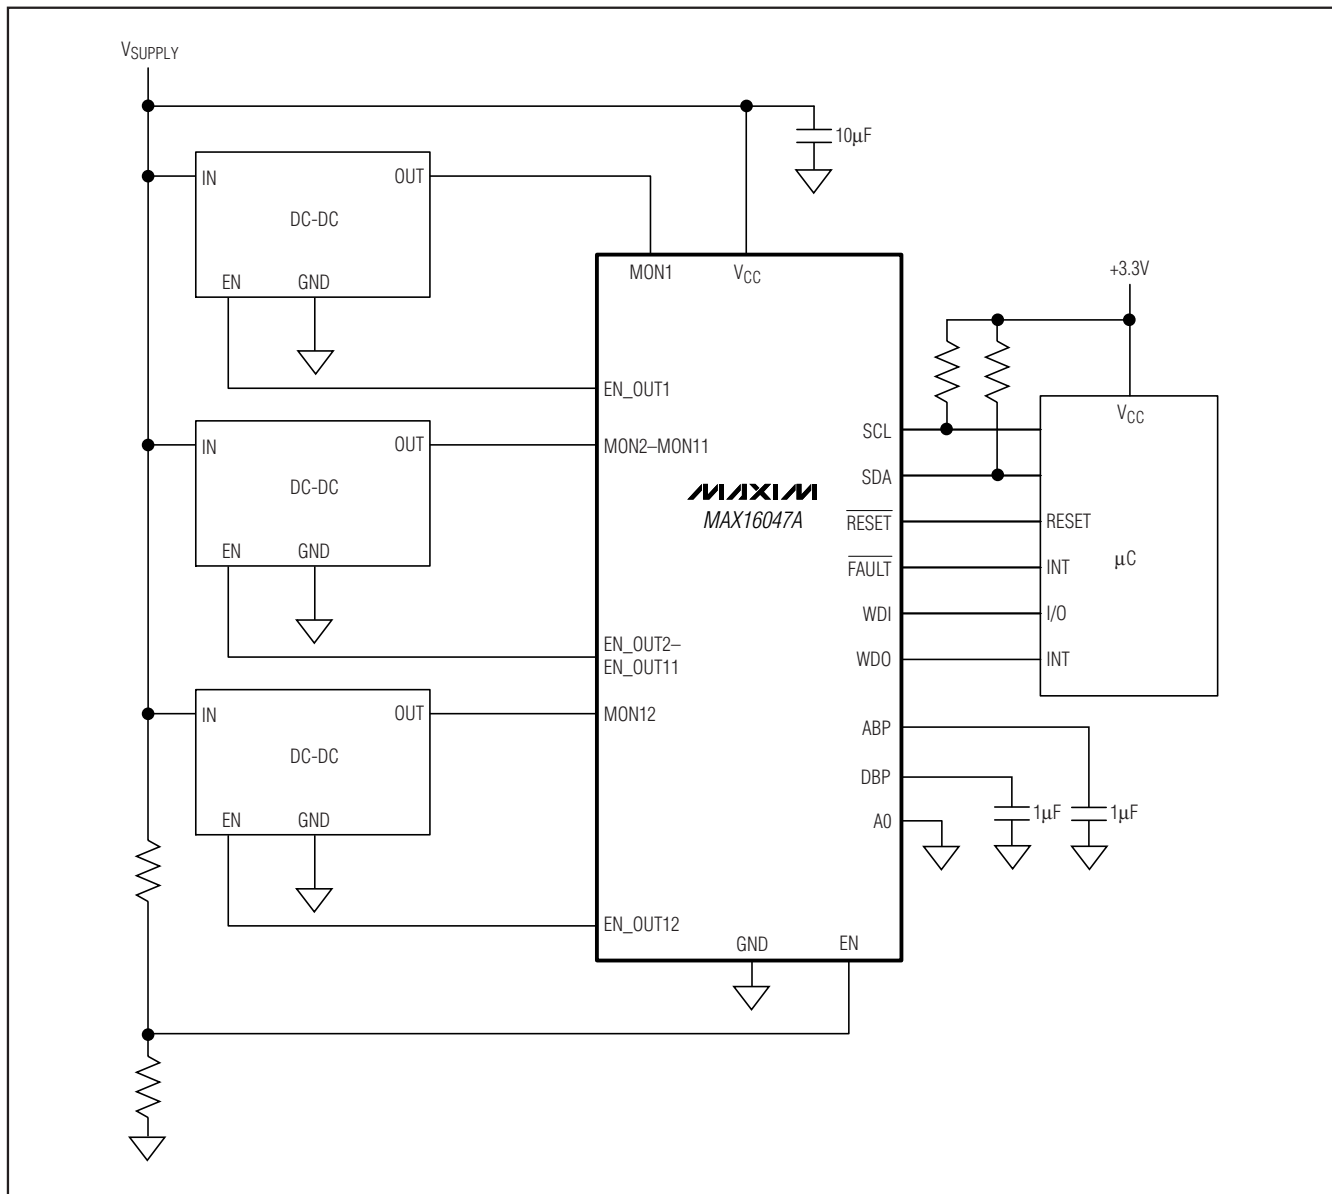 VSUPPLY
10μF
IN
OUT
DC-DC
EN
GND
MON1
VCC
+3.3V
EN_OUT1
VCC
IN
OUT
MON2–MON11
SCL
DC-DC
MAXIM
SDA
MAX16047A
RESET
RESET
EN
GND
FAULT
INT
μC
WDI
I/O
EN_OUT2–
EN_OUT11
WDO
INT
IN
OUT
MON12
ABP
DC-DC
DBP
1μF
1μF
EN
GND
A0
EN_OUT12
GND
EN